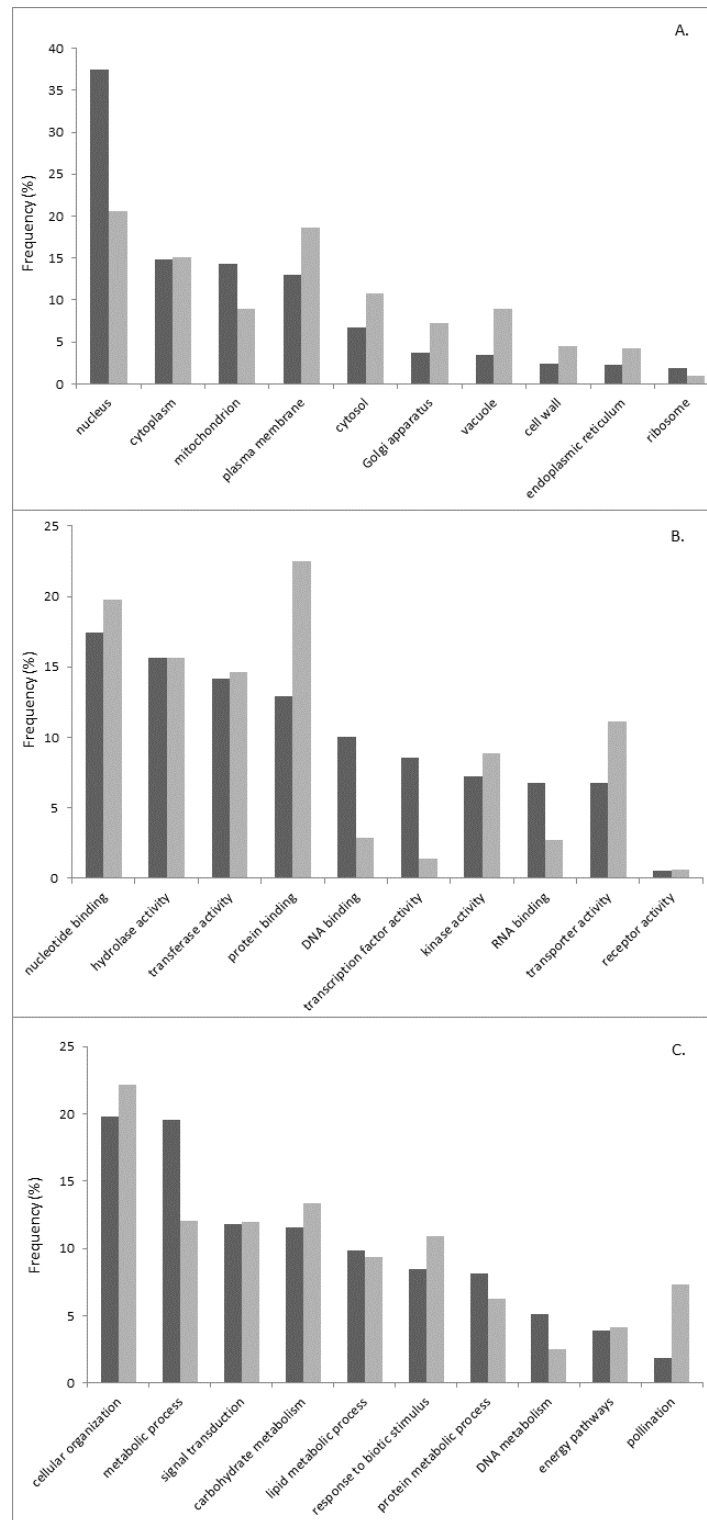 A.
Frequency (%)
40
35
30
25
20
15
10
5
0
nucleus
cytoplasm
mitochondrion
plasma membrane
cytosol
Golgi apparatus
vacuole
cell wall
endoplasmic reticulum
ribosome
B.
Frequency (%)
25
20
15
10
5
0
nucleotide binding
hydrolase activity
transferase activity
protein binding
DNA binding
transcription factor activity
kinase activity
RNA binding
transporter activity
receptor activity
C.
Frequency (%)
25
20
15
10
5
0
cellular organization
metabolic process
signal transduction
carbohydrate metabolism
lipid metabolic process
response to biotic stimulus
protein metabolic process
DNA metabolism
energy pathways
pollination